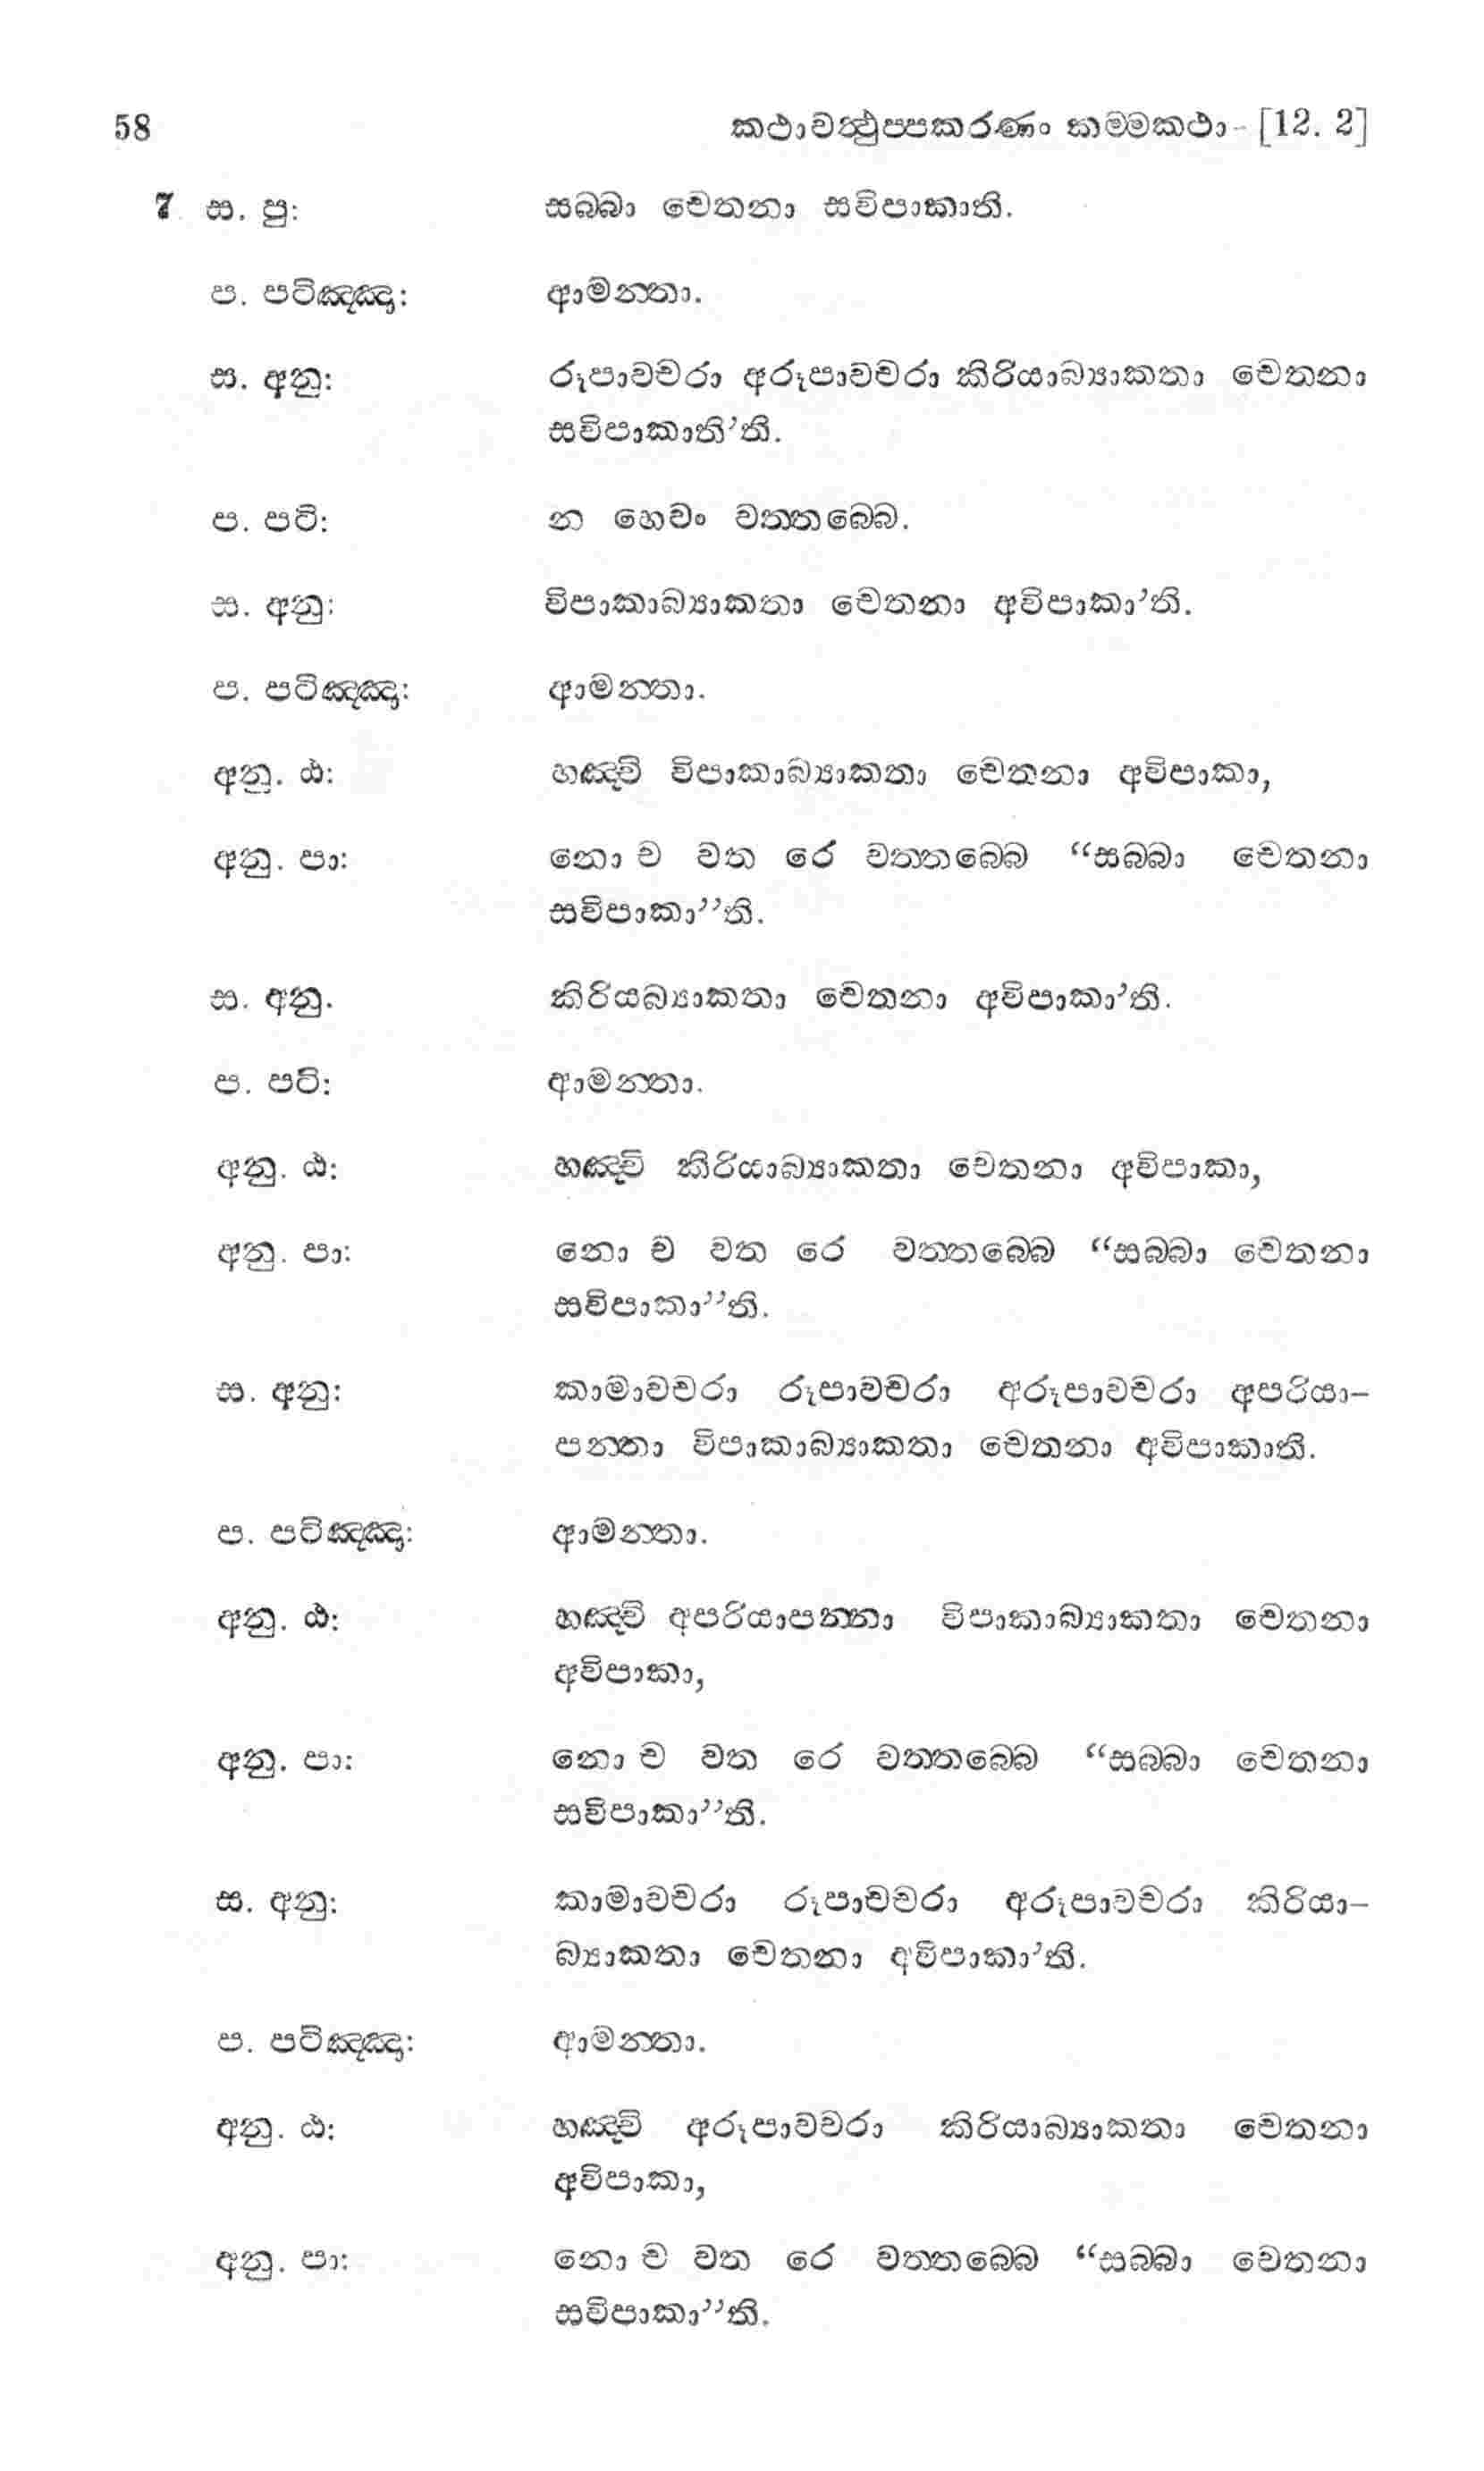 58 කථාවත්‍ථුප්පකරණං කම්මකථා - [12. 2]
7 ස. පු: සබ්බා චෙතනා සවිපාකාති.
ප. පටිඤ්ඤා: ආමන්තා.
ස. අනු: රූපාවචරා අරූපාවචරා කිරියාබ්‍යාකතා චෙතනා
සවිපාකාති’ති.
ප. පටි: න හෙවං වත්තබ්බෙ.
ස. අනු: විපාකාබ්‍යාකතා චෙතනා අවිපාකා’ති.
ප. පටිඤ්ඤා: ආමන්තා.
අනු. ඨ: හඤ්චි විපාකාබ්‍යාකතා චෙතනා අවිපාකා,
අනු. පා: නො ච වත රෙ වත්තබ්බෙ “සබ්බා චෙතනා
සවිපාකා”ති.
ස. අනු. කිරියබ්‍යාකතා චෙතනා අවිපාකා’ති.
ප. පටි: ආමන්තා.
අනු. ඨ: හඤ්චි කිරියාබ්‍යාකතා චෙතනා අවිපාකා,
අනු. පා: නො ච වත රෙ වත්තබ්බෙ “සබ්බා චෙතනා
සවිපාකා”ති.
ස. අනු: කාමාවචරා රූපාවචරා අරූපාවචරා අපරියා-
පන්තා විපාකාබ්‍යාකතා චෙතනා අවිපාකාති.
ප. පටිඤ්ඤා: ආමන්තා.
අනු. ඨ: හඤ්චි අපරියාපන්නා විපාකාබ්‍යාකතා චෙතනා
අවිපාකා,
අනු. පා: නො ච වත රෙ වත්තබ්බෙ “සබ්බා චෙතනා
සවිපාකා”ති.
ස. අනු: කාමාවචරා රූපාවචරා අරූපාවචරා කිරියා-
බ්‍යාකතා චෙතනා අවිපාකා’ති.
ප. පටිඤ්ඤා: ආමන්තා.
අනු. ඨ: හඤ්චි අරූපාවචරා කිරියාබ්‍යාකතා චෙතනා
අවිපාකා,
අනු. පා: නො ච වත රෙ වත්තබ්බෙ “සබ්බා චෙතනා
සවිපාකා”ති.